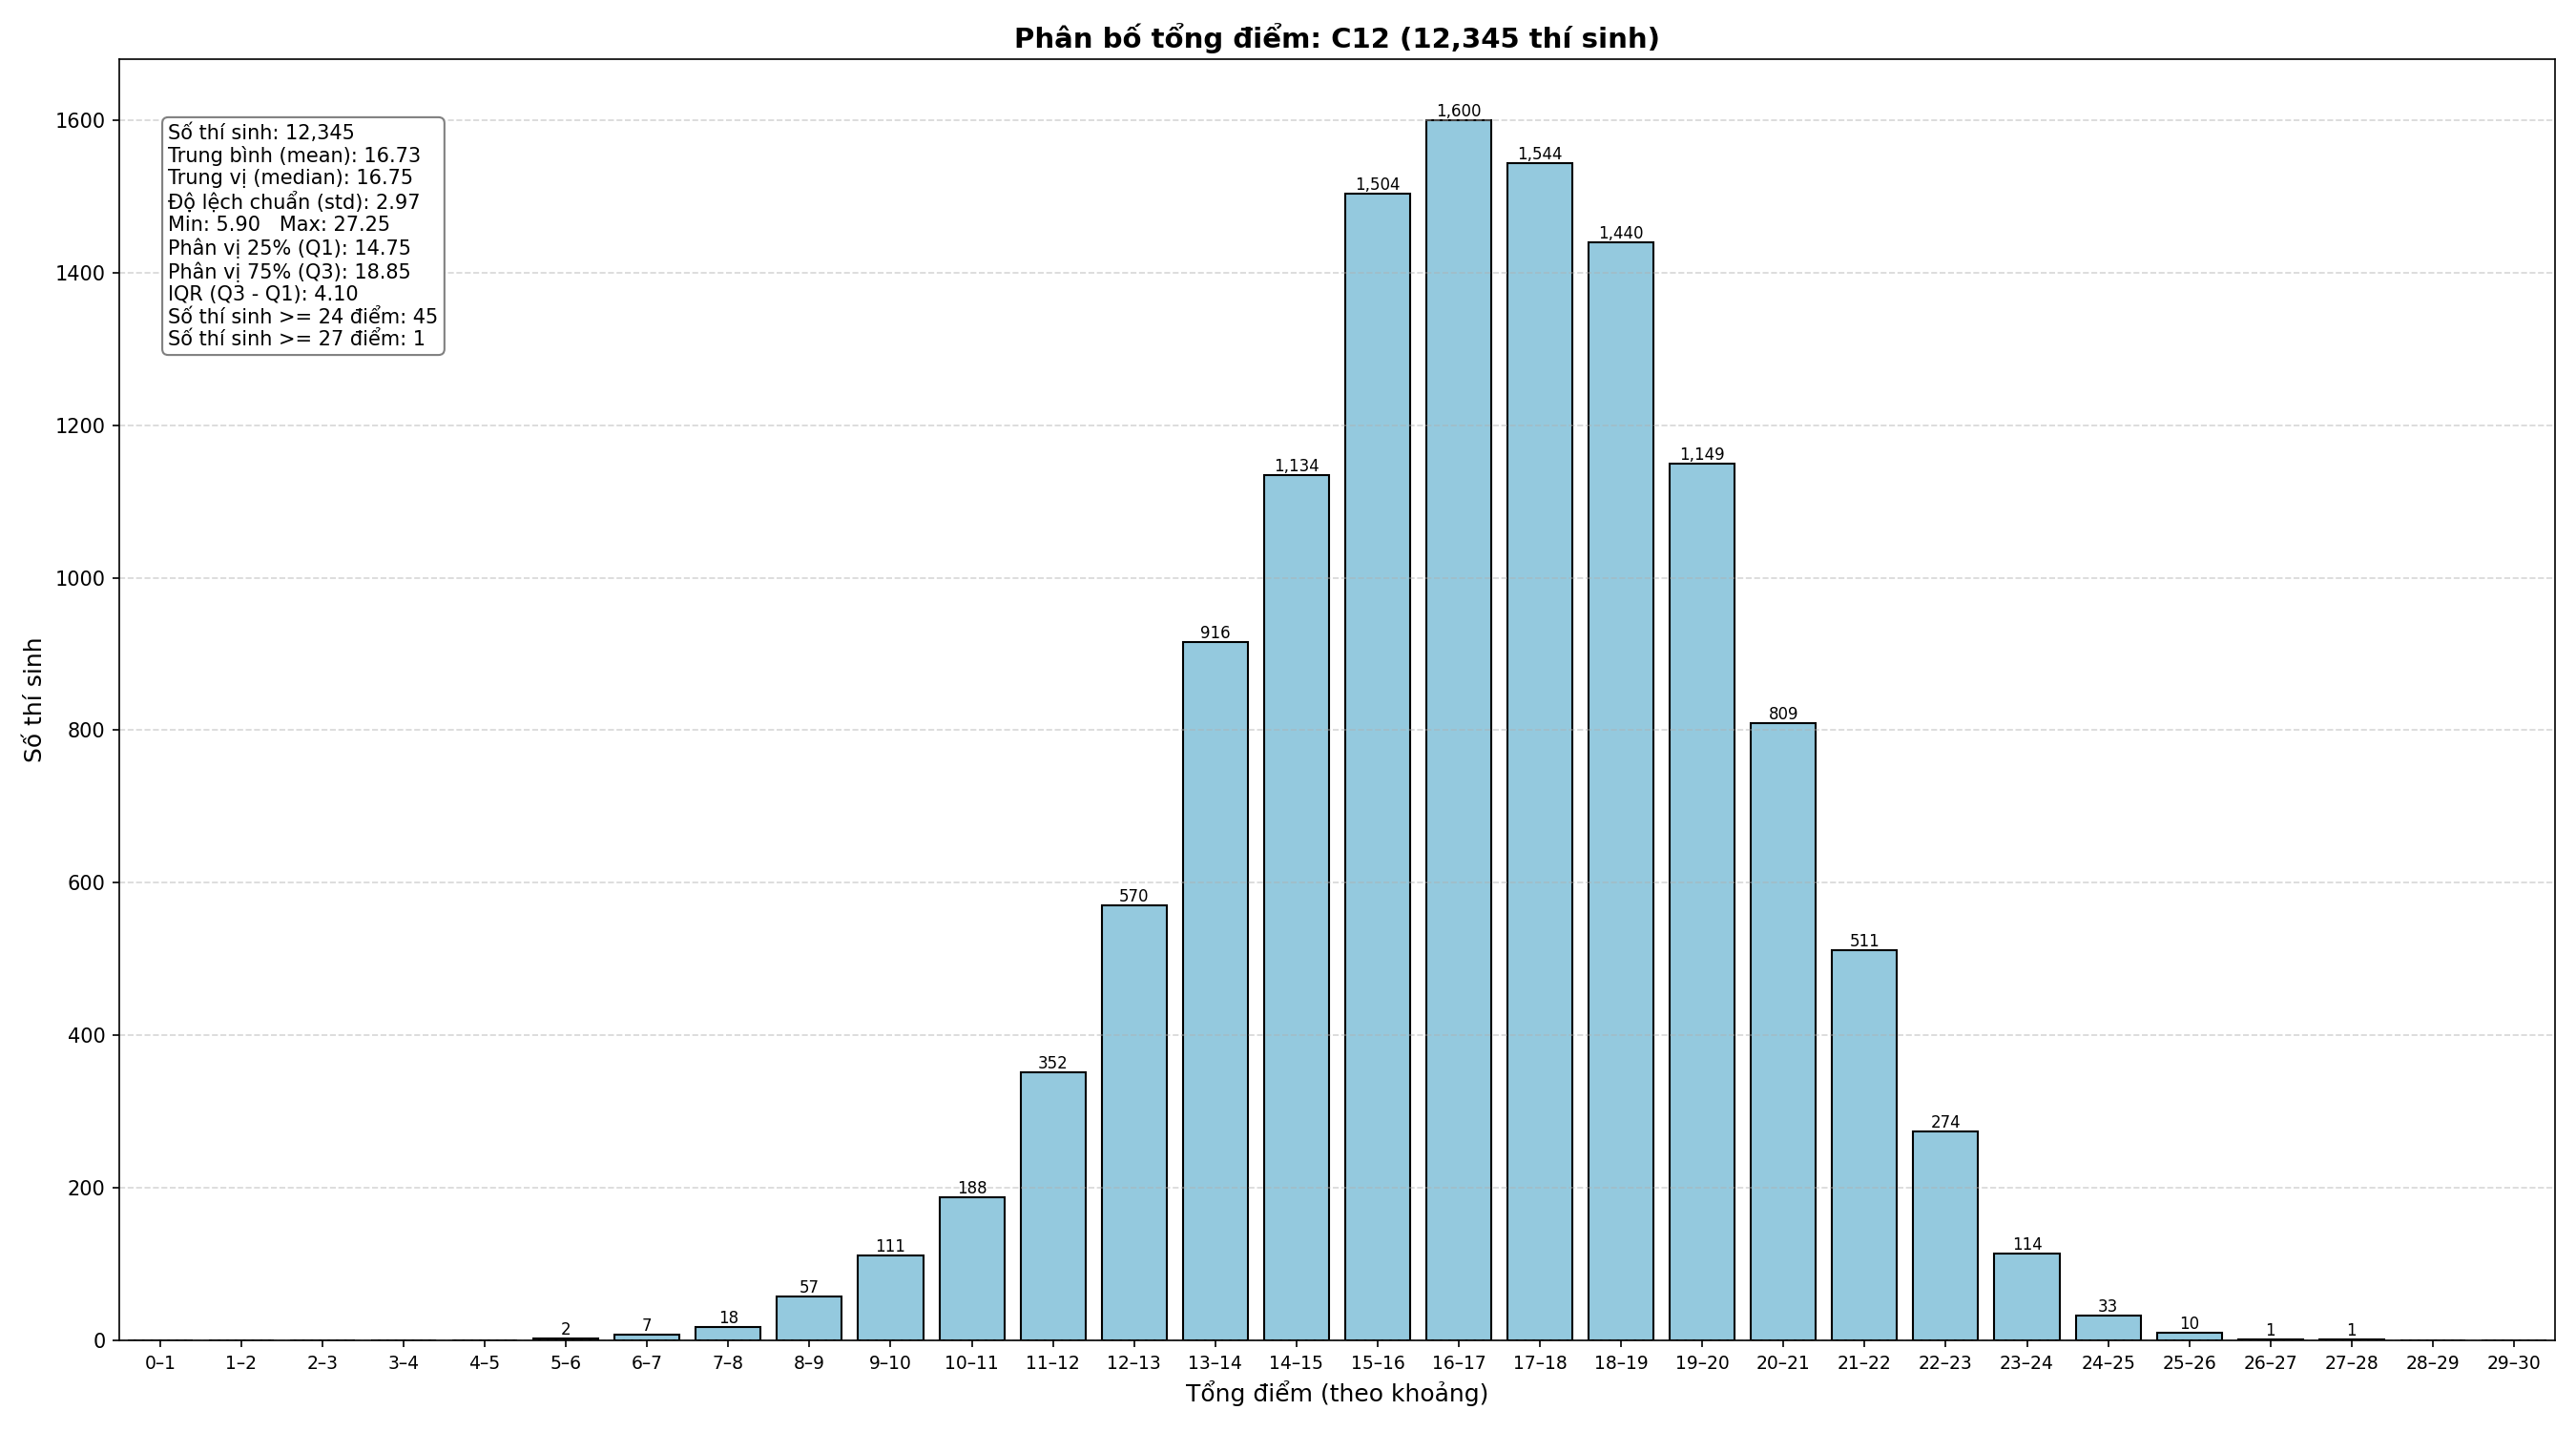 Phân bố tổng điểm: C12 (12,345 thí sinh)
Số thí sinh: 12,345
Trung bình (mean): 16.73
Trung vị (median): 16.75
Độ lệch chuẩn (std): 2.97
Min: 5.90   Max: 27.25
Phân vị 25% (Q1): 14.75
Phân vị 75% (Q3): 18.85
IQR (Q3 - Q1): 4.10
Số thí sinh >= 24 điểm: 45
Số thí sinh >= 27 điểm: 1
Số thí sinh
1600
1400
1200
1000
800
600
400
200
0
2
7
18
57
111
188
352
570
916
1,134
1,504
1,600
1,544
1,440
1,149
809
511
274
114
33
10
1
1
0–1 1–2 2–3 3–4 4–5 5–6 6–7 7–8 8–9 9–10 10–11 11–12 12–13 13–14 14–15 15–16 16–17 17–18 18–19 19–20 20–21 21–22 22–23 23–24 24–25 25–26 26–27 27–28 28–29 29–30
Tổng điểm (theo khoảng)